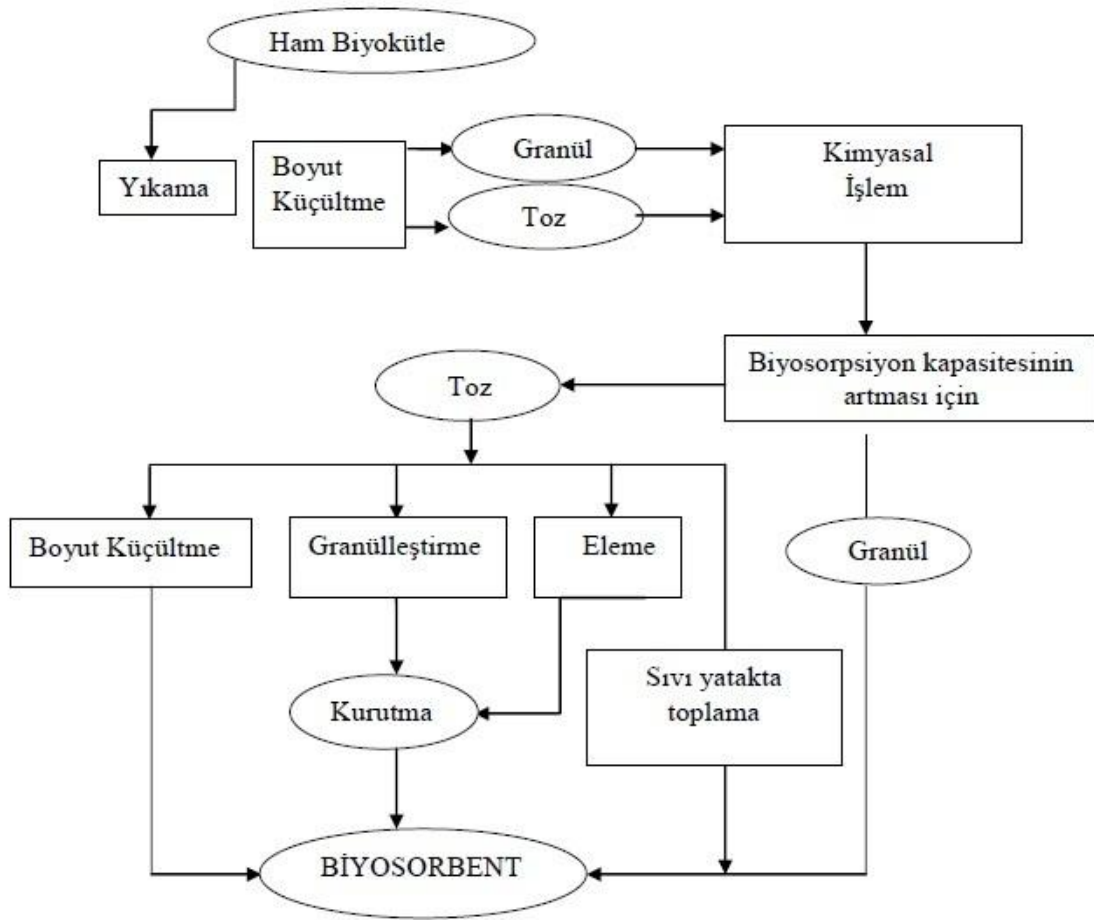 Ham Biyokütle
Yıkama
Boyut
Küçültme
Granül
Toz
Kimyasal
İşlem
Biyosorpsiyon kapasitesinin
artması için
Toz
Boyut Küçültme
Granülleştirme
Eleme
Granül
Sıvı yatakta
toplama
Kurutma
BİYOSORBENT